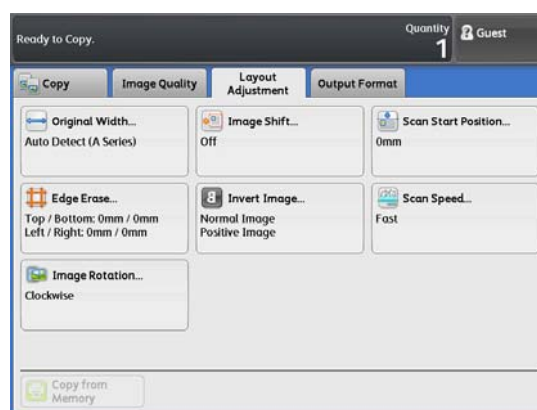 Ready to Copy.
Quantity
1
Guest
Copy
Image Quality
Layout
Adjustment
Output Format
Original Width...
Auto Detect (A Series)
Image Shift...
Off
Scan Start Position...
0mm
Edge Erase...
Top / Bottom: 0mm / 0mm
Left / Right: 0mm / 0mm
Invert Image...
Normal Image
Positive Image
Scan Speed...
Fast
Image Rotation...
Clockwise
Copy from
Memory